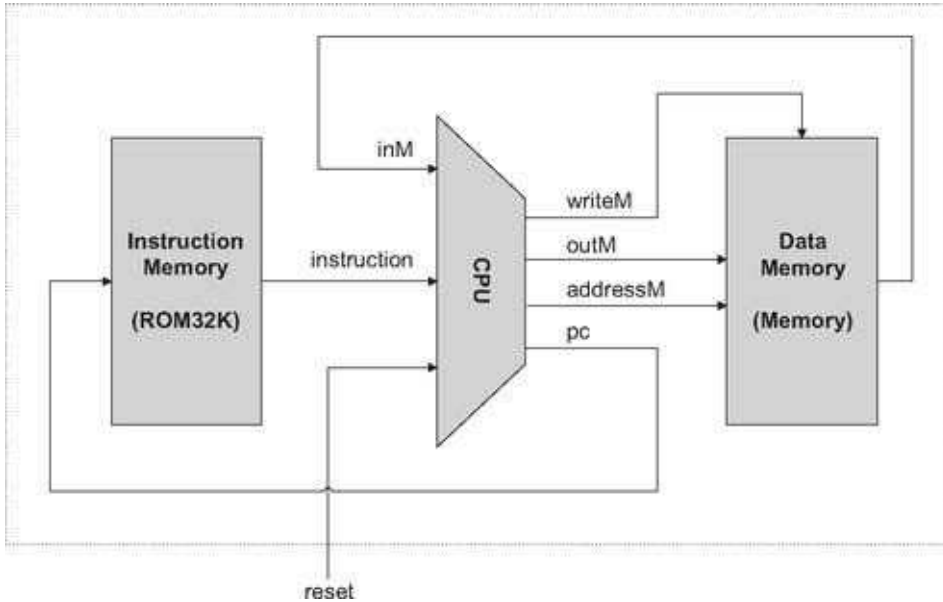 inM
writeM
Instruction
Memory
(ROM32K)
instruction
CPU
outM
addressM
pc
Data
Memory
(Memory)
reset